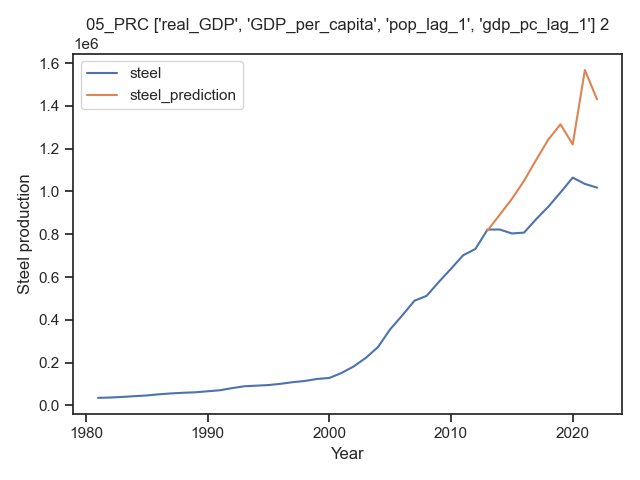 05_PRC ['real_GDP', 'GDP_per_capita', 'pop_lag_1', 'gdp_pc_lag_1'] 2
1e6
steel
steel_prediction
1.6
1.4
1.2
1.0
0.8
0.6
0.4
0.2
0.0
Steel production
1980
1990
2000
2010
2020
Year